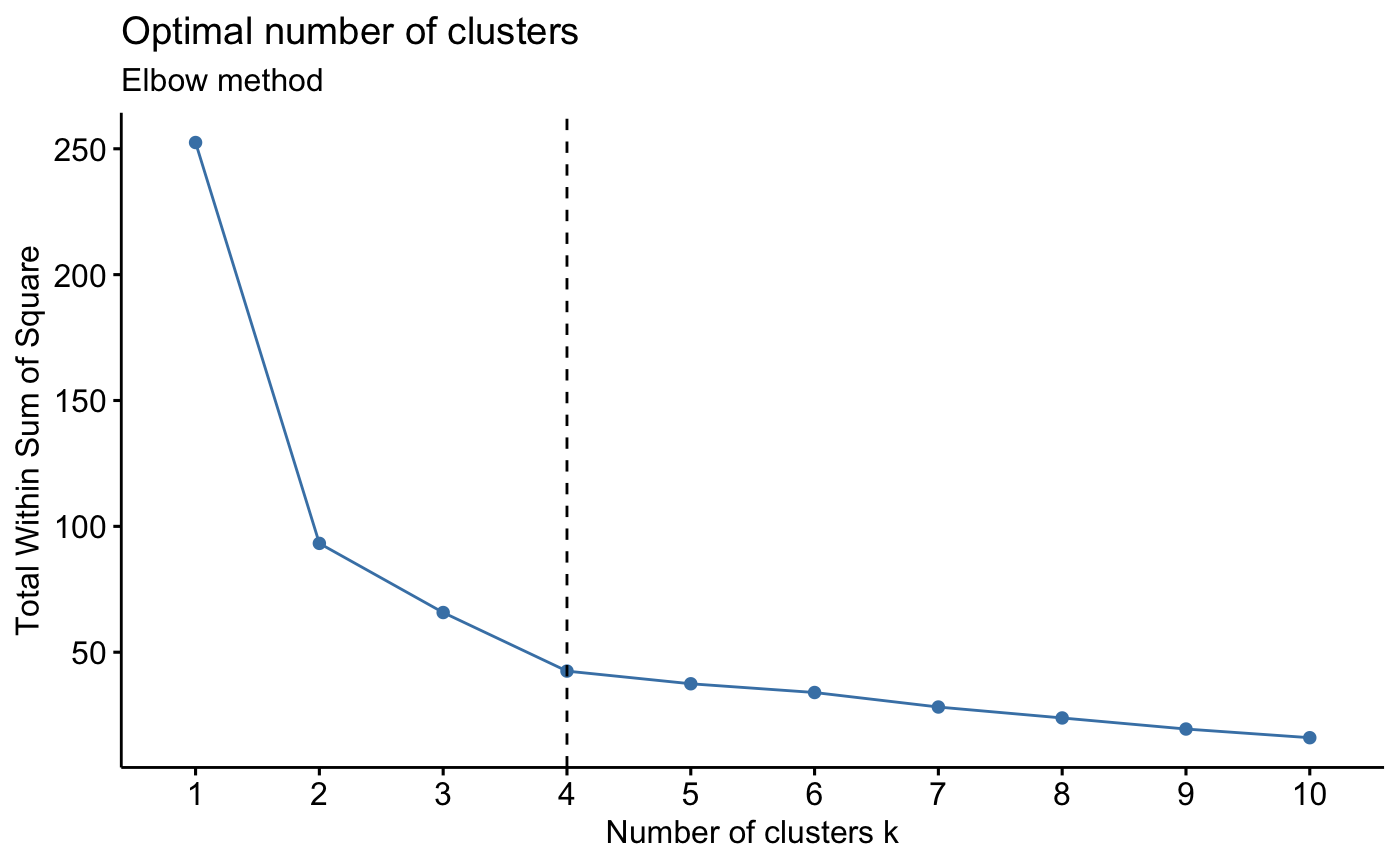 Optimal number of clusters
Elbow method
Total Within Sum of Square
250
200
150
100
50
1 2 3 4 5 6 7 8 9 10
Number of clusters k